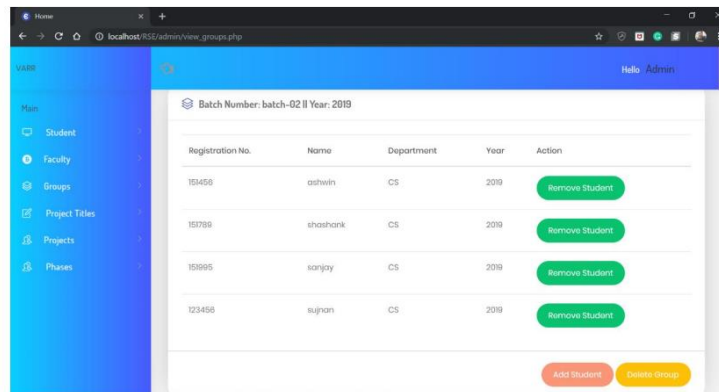 Home
localhost/RSE/admin/view_groups.php
VARR
Hello Admin
Main
Student
Faculty
Groups
Project Titles
Projects
Phases
Batch Number: batch-02 || Year: 2019
Registration No. Name Department Year Action
151456 ashwin CS 2019 Remove Student
151789 shashank CS 2019 Remove Student
151995 sanjay CS 2019 Remove Student
123456 sujnan CS 2019 Remove Student
Add Student Delete Group